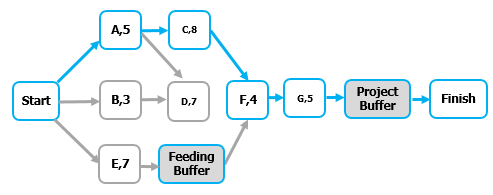 A,5
C,8
Start
B,3
D,7
F,4
G,5
Project
Buffer
Finish
E,7
Feeding
Buffer